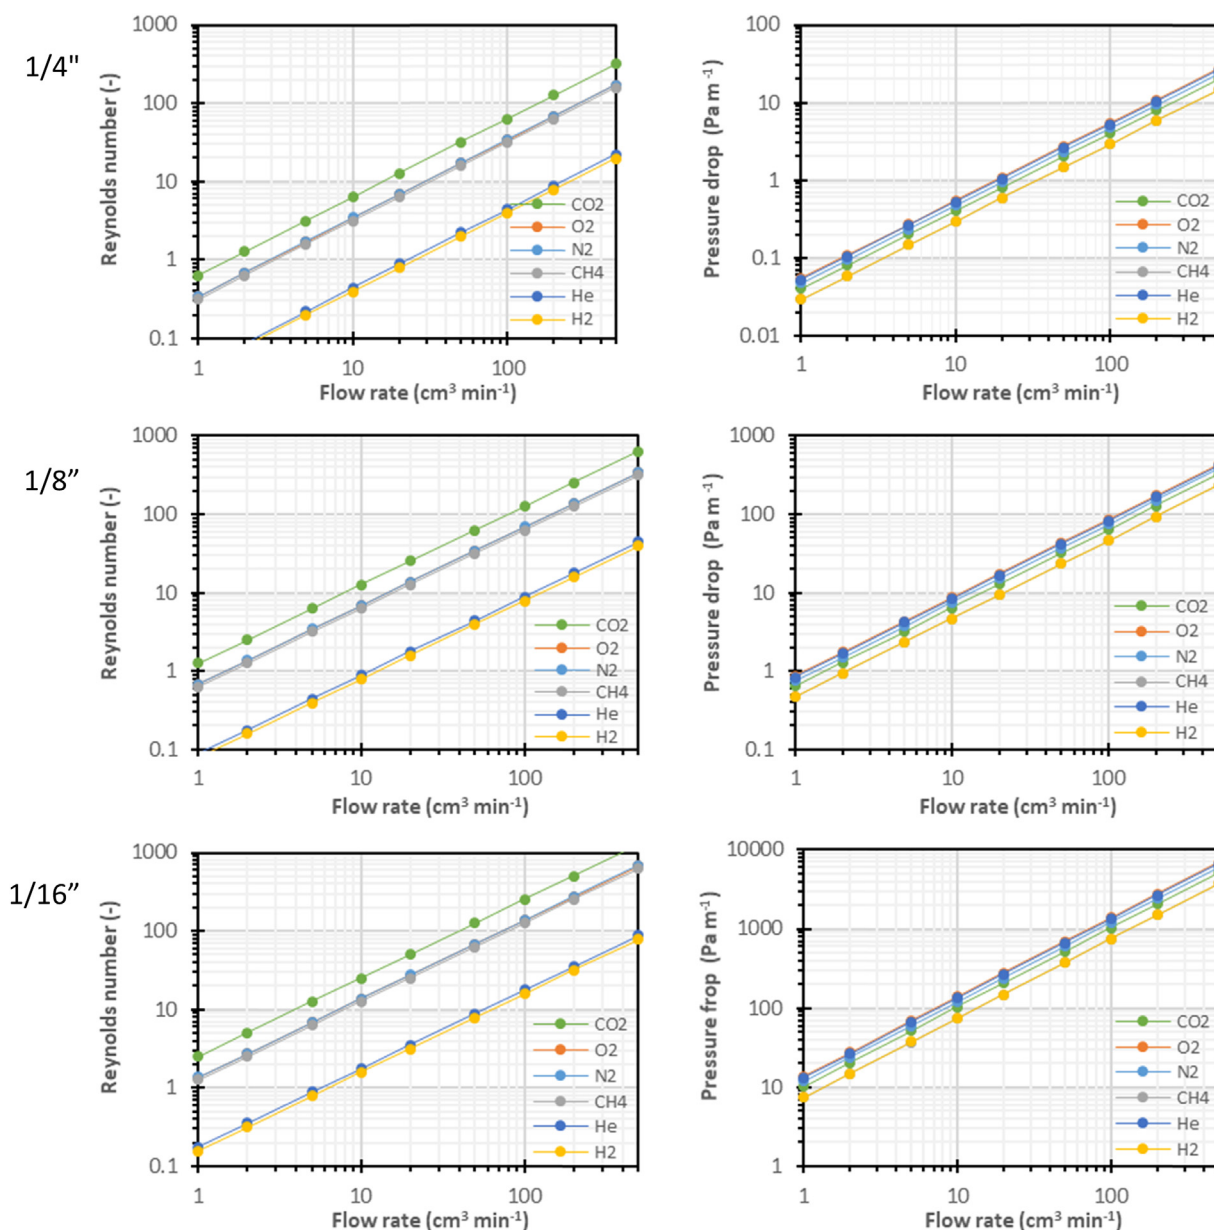 1/4"
Reynolds number (-)
1000
100
10
1
0.1
1 10 100
Flow rate (cm³ min⁻¹)
CO2
O2
N2
CH4
He
H2
Pressure drop (Pa m⁻¹)
100
10
1
0.1
0.01
1 10 100
Flow rate (cm³ min⁻¹)
CO2
O2
N2
CH4
He
H2
1/8”
Reynolds number (-)
1000
100
10
1
0.1
1 10 100
Flow rate (cm³ min⁻¹)
CO2
O2
N2
CH4
He
H2
Pressure drop (Pa m⁻¹)
1000
100
10
1
0.1
1 10 100
Flow rate (cm³ min⁻¹)
CO2
O2
N2
CH4
He
H2
1/16”
Reynolds number (-)
1000
100
10
1
0.1
1 10 100
Flow rate (cm³ min⁻¹)
CO2
O2
N2
CH4
He
H2
Pressure frop (Pa m⁻¹)
10000
1000
100
10
1
1 10 100
Flow rate (cm³ min⁻¹)
CO2
O2
N2
CH4
He
H2